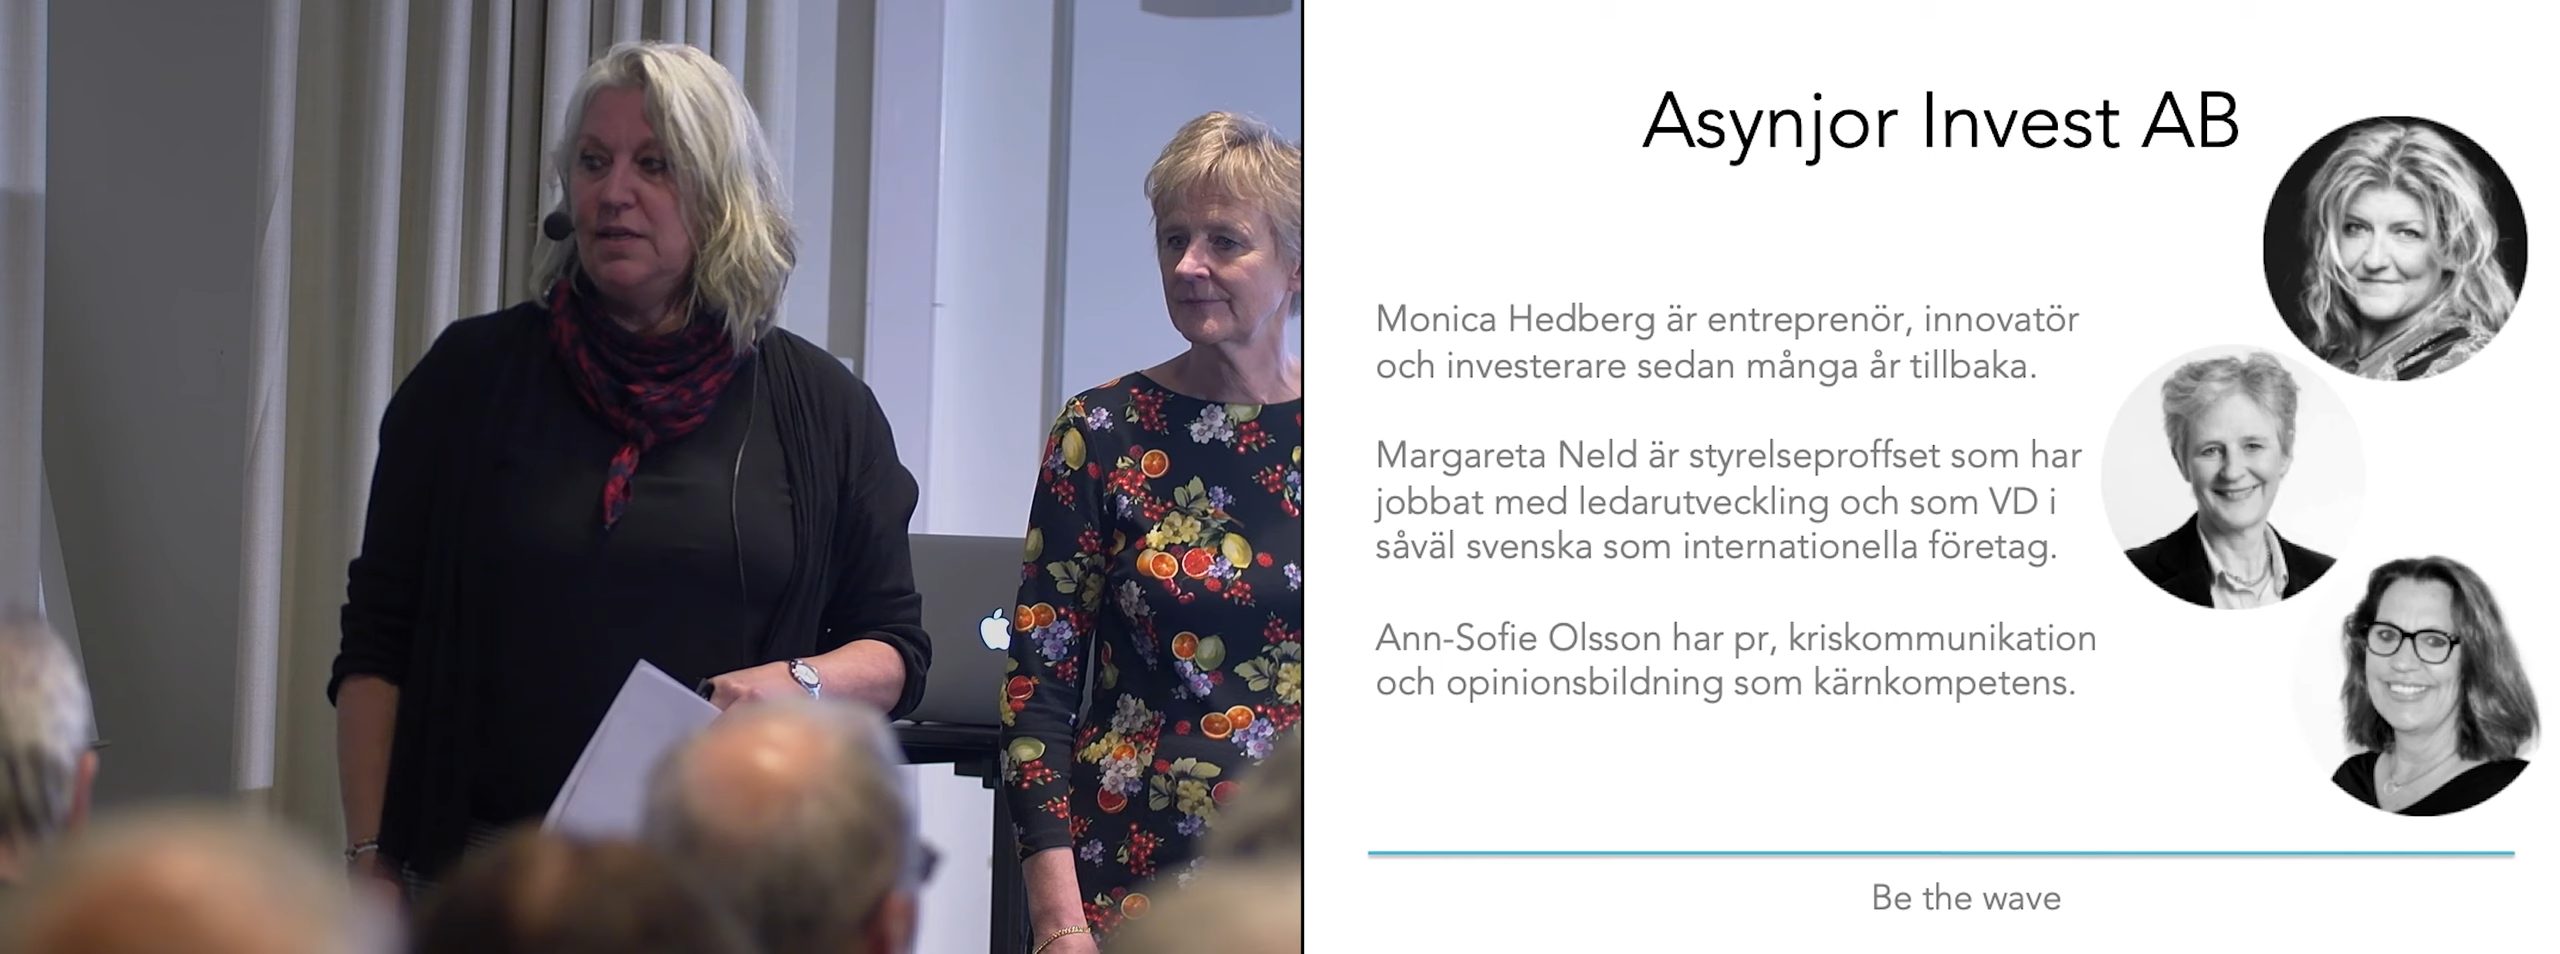 Asynjor Invest AB
Monica Hedberg är entreprenör, innovatör
och investerare sedan många år tillbaka.
Margareta Neld är styrelseproffset som har
jobbat med ledarutveckling och som VD i
såväl svenska som internationella företag.
Ann-Sofie Olsson har pr, kriskommunikation
och opinionsbildning som kärnkompetens.
Be the wave